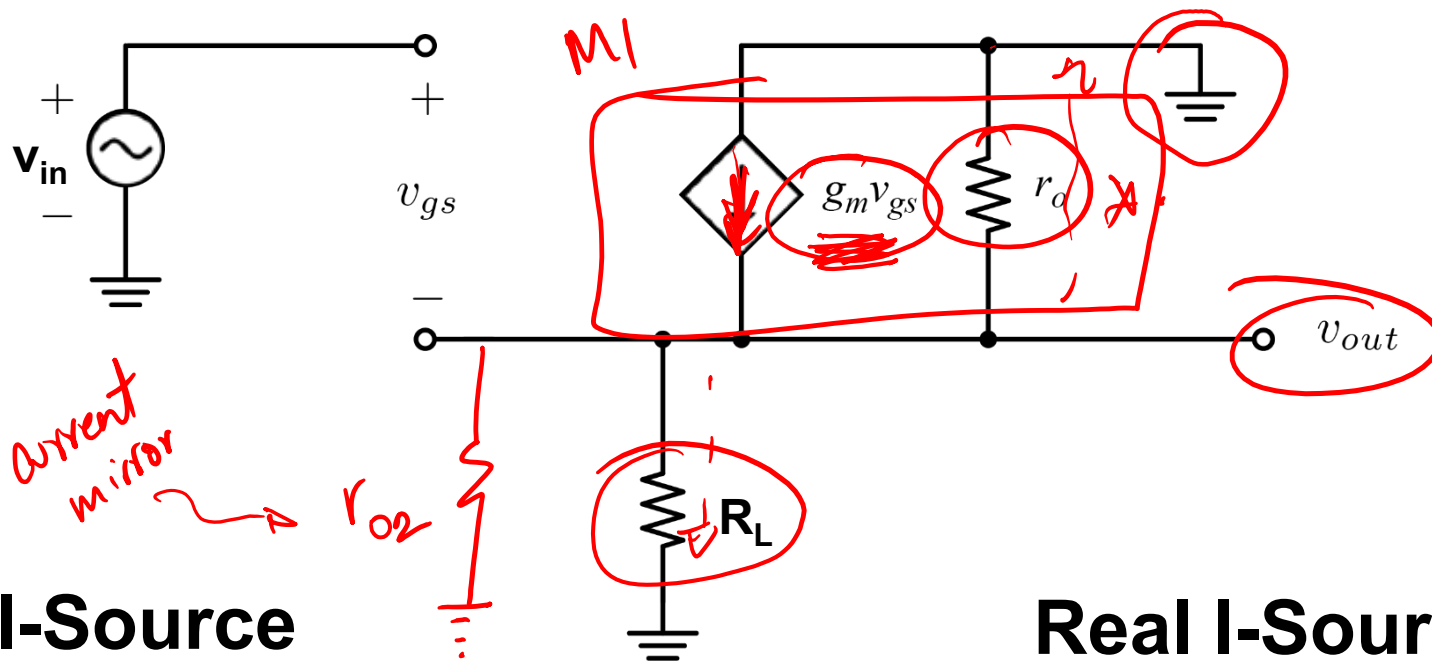 M1
+
v_in
−
+
v_gs
−
g_m v_gs
r_o
v_out
current
mirror
r_o2
R_L
I-Source
Real I-Sour